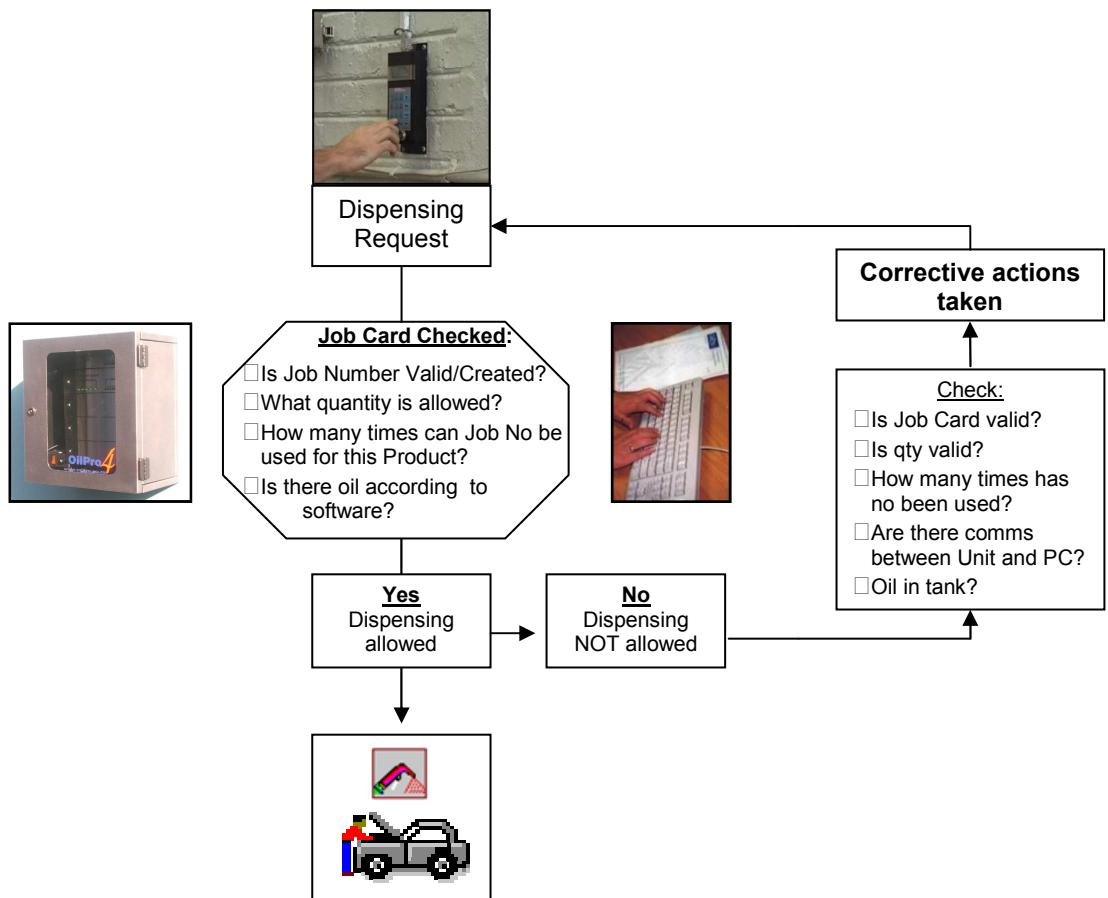 Dispensing
Request
Corrective actions
taken
Job Card Checked:
Is Job Number Valid/Created?
What quantity is allowed?
How many times can Job No be
used for this Product?
Is there oil according to
software?
OilPro4
Check:
Is Job Card valid?
Is qty valid?
How many times has
no been used?
Are there comms
between Unit and PC?
Oil in tank?
Yes
Dispensing
allowed
No
Dispensing
NOT allowed